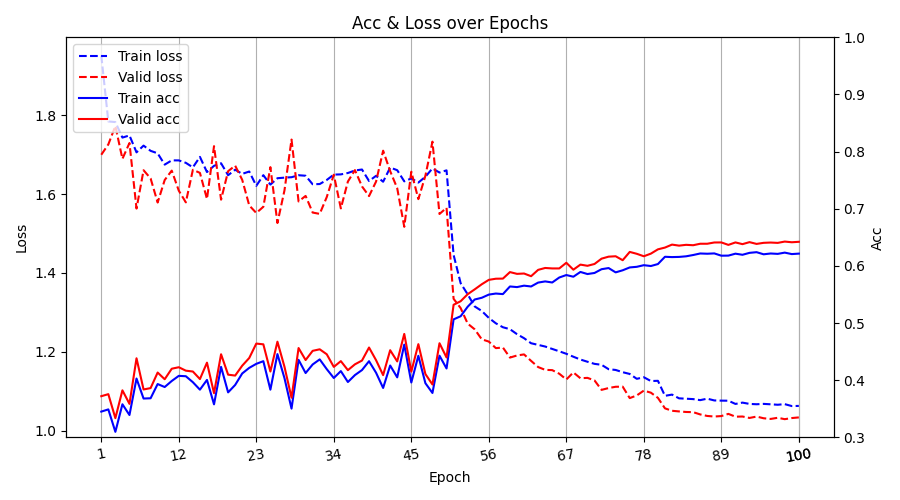 Acc & Loss over Epochs
Train loss
Valid loss
Train acc
Valid acc
Loss
1.8
1.6
1.4
1.2
1.0
1.0
0.9
0.8
0.7
0.6
0.5
0.4
0.3
Acc
1 12 23 34 45 56 67 78 89 100
Epoch